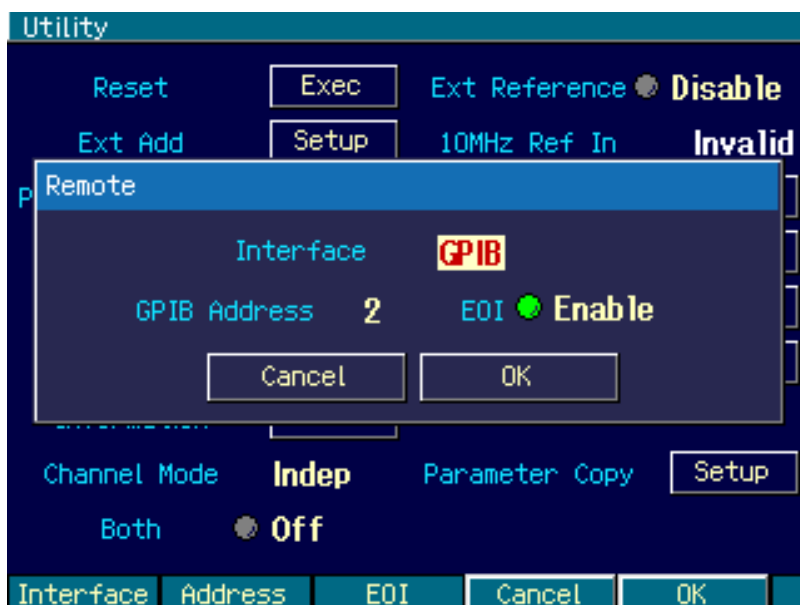 Utility
Reset Exec Ext Reference Disable
Ext Add Setup 10MHz Ref In Invalid
P
Remote
Interface GPIB
GPIB Address 2 EOI Enable
Cancel OK
Channel Mode Indep Parameter Copy Setup
Both Off
Interface Address EOI Cancel OK